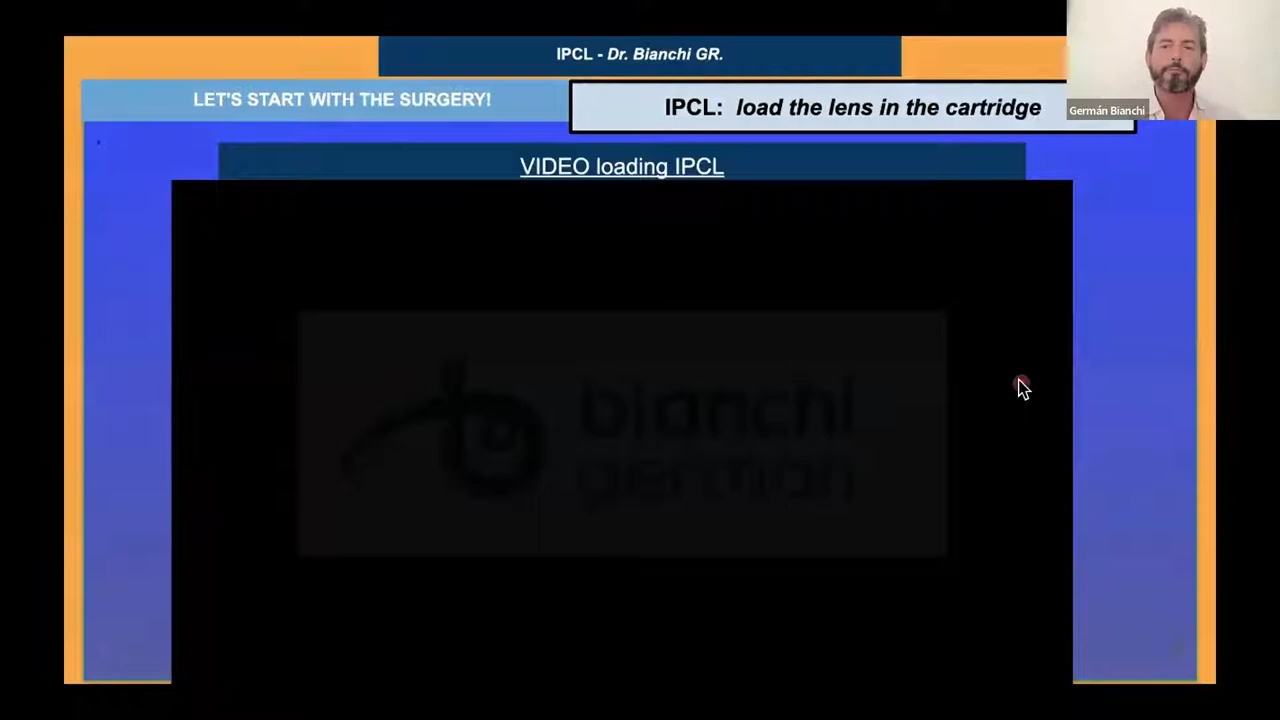 IPCL - Dr. Bianchi GR.
LET'S START WITH THE SURGERY!
IPCL: load the lens in the cartridge
Germán Bianchi
VIDEO loading IPCL
bianchi
german